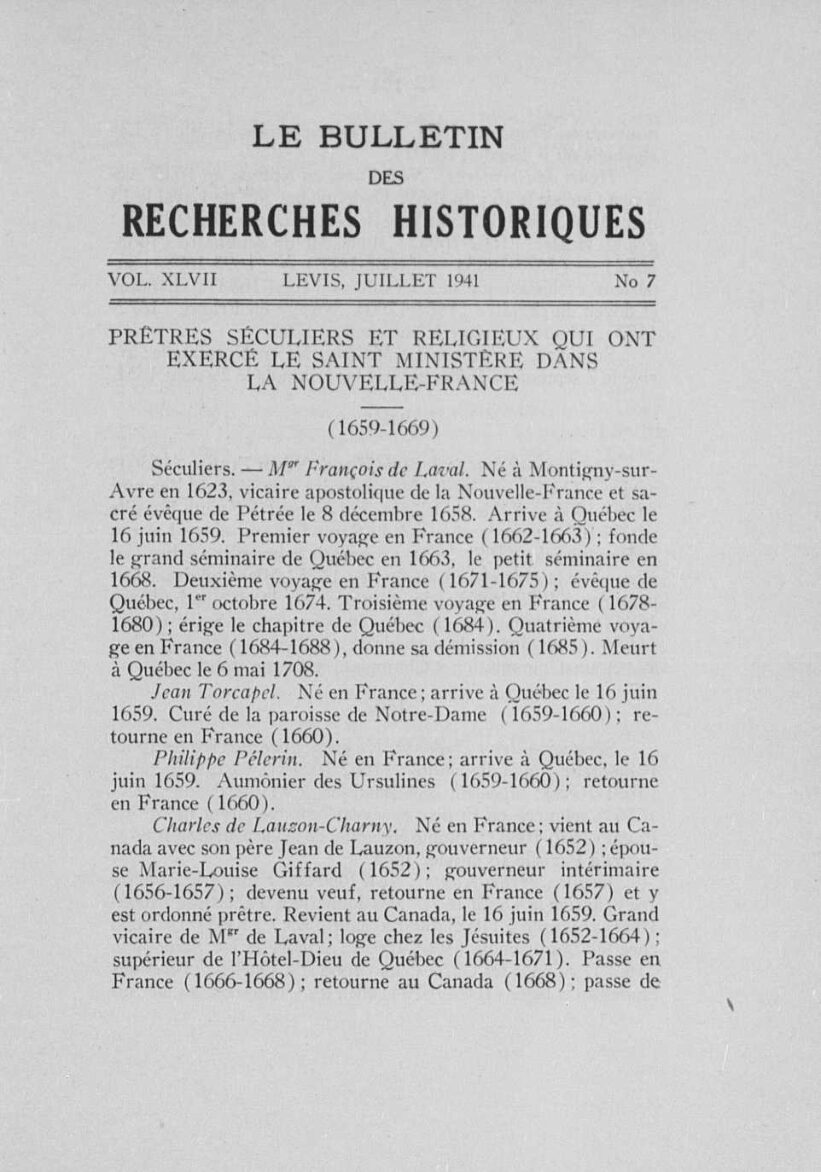 LE BULLETIN
DES
RECHERCHES HISTORIQUES
VOL. XLVII LEVIS, JUILLET 1941 No 7
PRÊTRES SÉCULIERS ET RELIGIEUX QUI ONT
EXERCÉ LE SAINT MINISTÈRE DANS
LA NOUVELLE-FRANCE
(1659-1669)
Séculiers. — Mgr François de Laval. Né à Montigny-sur-
Avre en 1623, vicaire apostolique de la Nouvelle-France et sa-
cré évêque de Pétrée le 8 décembre 1658. Arrive à Québec le
16 juin 1659. Premier voyage en France (1662-1663) ; fonde
le grand séminaire de Québec en 1663, le petit séminaire en
1668. Deuxième voyage en France (1671-1675) ; évêque de
Québec, 1er octobre 1674. Troisième voyage en France (1678-
1680) ; érige le chapitre de Québec (1684). Quatrième voya-
ge en France (1684-1688), donne sa démission (1685). Meurt
à Québec le 6 mai 1708.
Jean Torcapel. Né en France ; arrive à Québec le 16 juin
1659. Curé de la paroisse de Notre-Dame (1659-1660) ; re-
tourne en France (1660).
Philippe Pélerin. Né en France ; arrive à Québec, le 16
juin 1659. Aumônier des Ursulines (1659-1660) ; retourne
en France (1660).
Charles de Lauzon-Charny. Né en France ; vient au Ca-
nada avec son père Jean de Lauzon, gouverneur (1652) ; épou-
se Marie-Louise Giffard (1652) ; gouverneur intérimaire
(1656-1657) ; devenu veuf, retourne en France (1657) et y
est ordonné prêtre. Revient au Canada, le 16 juin 1659. Grand
vicaire de Mgr de Laval ; loge chez les Jésuites (1652-1664) ;
supérieur de l'Hôtel-Dieu de Québec (1664-1671). Passe en
France (1666-1668) ; retourne au Canada (1668) ; passe de